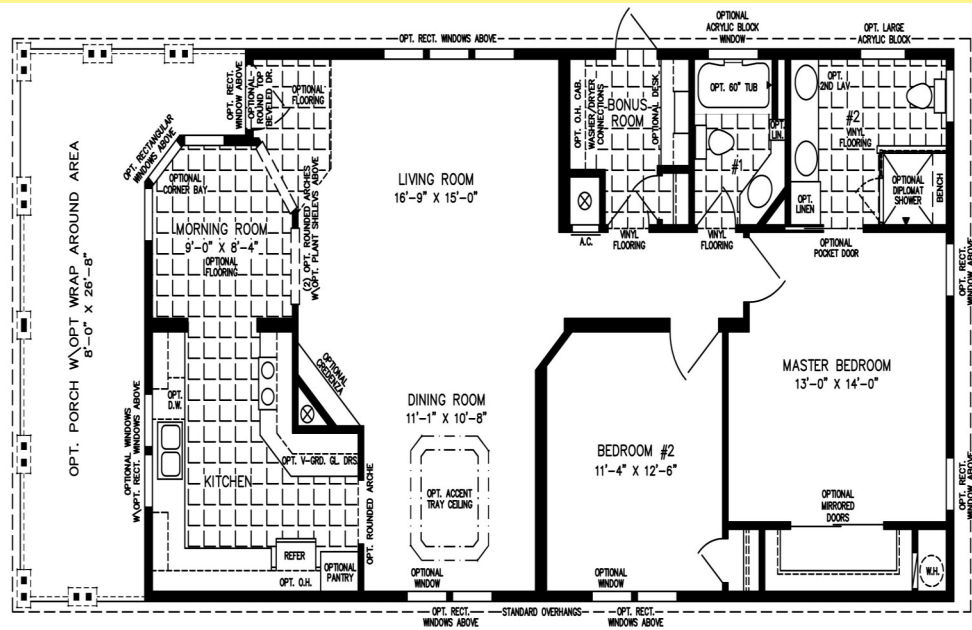 OPT. RECT. WINDOWS ABOVE
OPTIONAL
ACRYLIC BLOCK
WINDOW
OPT. LARGE
ACRYLIC BLOCK
OPT. RECT.
WINDOW ABOVE
OPTIONAL
ROUND TOP
BEVELED DR.
OPTIONAL
FLOORING
OPT. O.H. CAB.
WASHER/DRYER
CONNECTIONS
BONUS
ROOM
OPTIONAL DESK
OPT. 60" TUB
OPT.
LIN.
#1
OPT.
2ND LAV
#2
VINYL
FLOORING
OPTIONAL
DIPLOMAT
SHOWER
BENCH
OPT.
LINEN
OPT. RECTANGULAR
WINDOWS ABOVE
OPTIONAL
CORNER BAY
MORNING ROOM
9'-0" X 8'-4"
OPTIONAL
FLOORING
(2) OPT. ROUNDED ARCHES
W\OPT. PLANT SHELEVS ABOVE
LIVING ROOM
16'-9" X 15'-0"
A.C.
VINYL
FLOORING
VINYL
FLOORING
OPTIONAL
POCKET DOOR
OPT. RECT.
WINDOW ABOVE
OPT. PORCH W\OPT WRAP AROUND AREA
8'-0" X 26'-8"
OPTIONAL
CREDENZA
MASTER BEDROOM
13'-0" X 14'-0"
OPT.
D.W.
DINING ROOM
11'-1" X 10'-8"
OPTIONAL WINDOWS
W\OPT. RECT. WINDOWS ABOVE
OPT. V-GRD. GL DRS.
KITCHEN
OPT. ROUNDED ARCHE
OPT. ACCENT
TRAY CEILING
BEDROOM #2
11'-4" X 12'-6"
OPTIONAL
MIRRORED
DOORS
OPT. RECT.
WINDOW ABOVE
REFER
OPT. O.H.
OPTIONAL
PANTRY
OPTIONAL
WINDOW
OPTIONAL
WINDOW
W.H.
OPT. RECT.
WINDOWS ABOVE
STANDARD OVERHANGS
OPT. RECT.
WINDOWS ABOVE